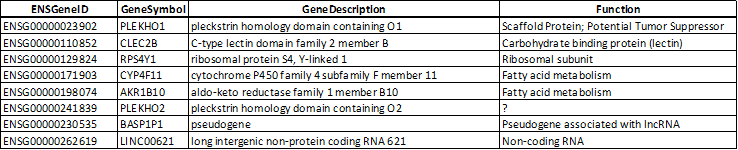 ENSGeneID GeneSymbol GeneDescription Function
ENSG00000023902 PLEKHO1 pleckstrin homology domain containing O1 Scaffold Protein; Potential Tumor Suppressor
ENSG00000110852 CLEC2B C-type lectin domain family 2 member B Carbohydrate binding protein (lectin)
ENSG00000129824 RPS4Y1 ribosomal protein S4, Y-linked 1 Ribosomal subunit
ENSG00000171903 CYP4F11 cytochrome P450 family 4 subfamily F member 11 Fatty acid metabolism
ENSG00000198074 AKR1B10 aldo-keto reductase family 1 member B10 Fatty acid metabolism
ENSG00000241839 PLEKHO2 pleckstrin homology domain containing O2 ?
ENSG00000230535 BASP1P1 pseudogene Pseudogene associated with lncRNA
ENSG00000262619 LINC00621 long intergenic non-protein coding RNA 621 Non-coding RNA